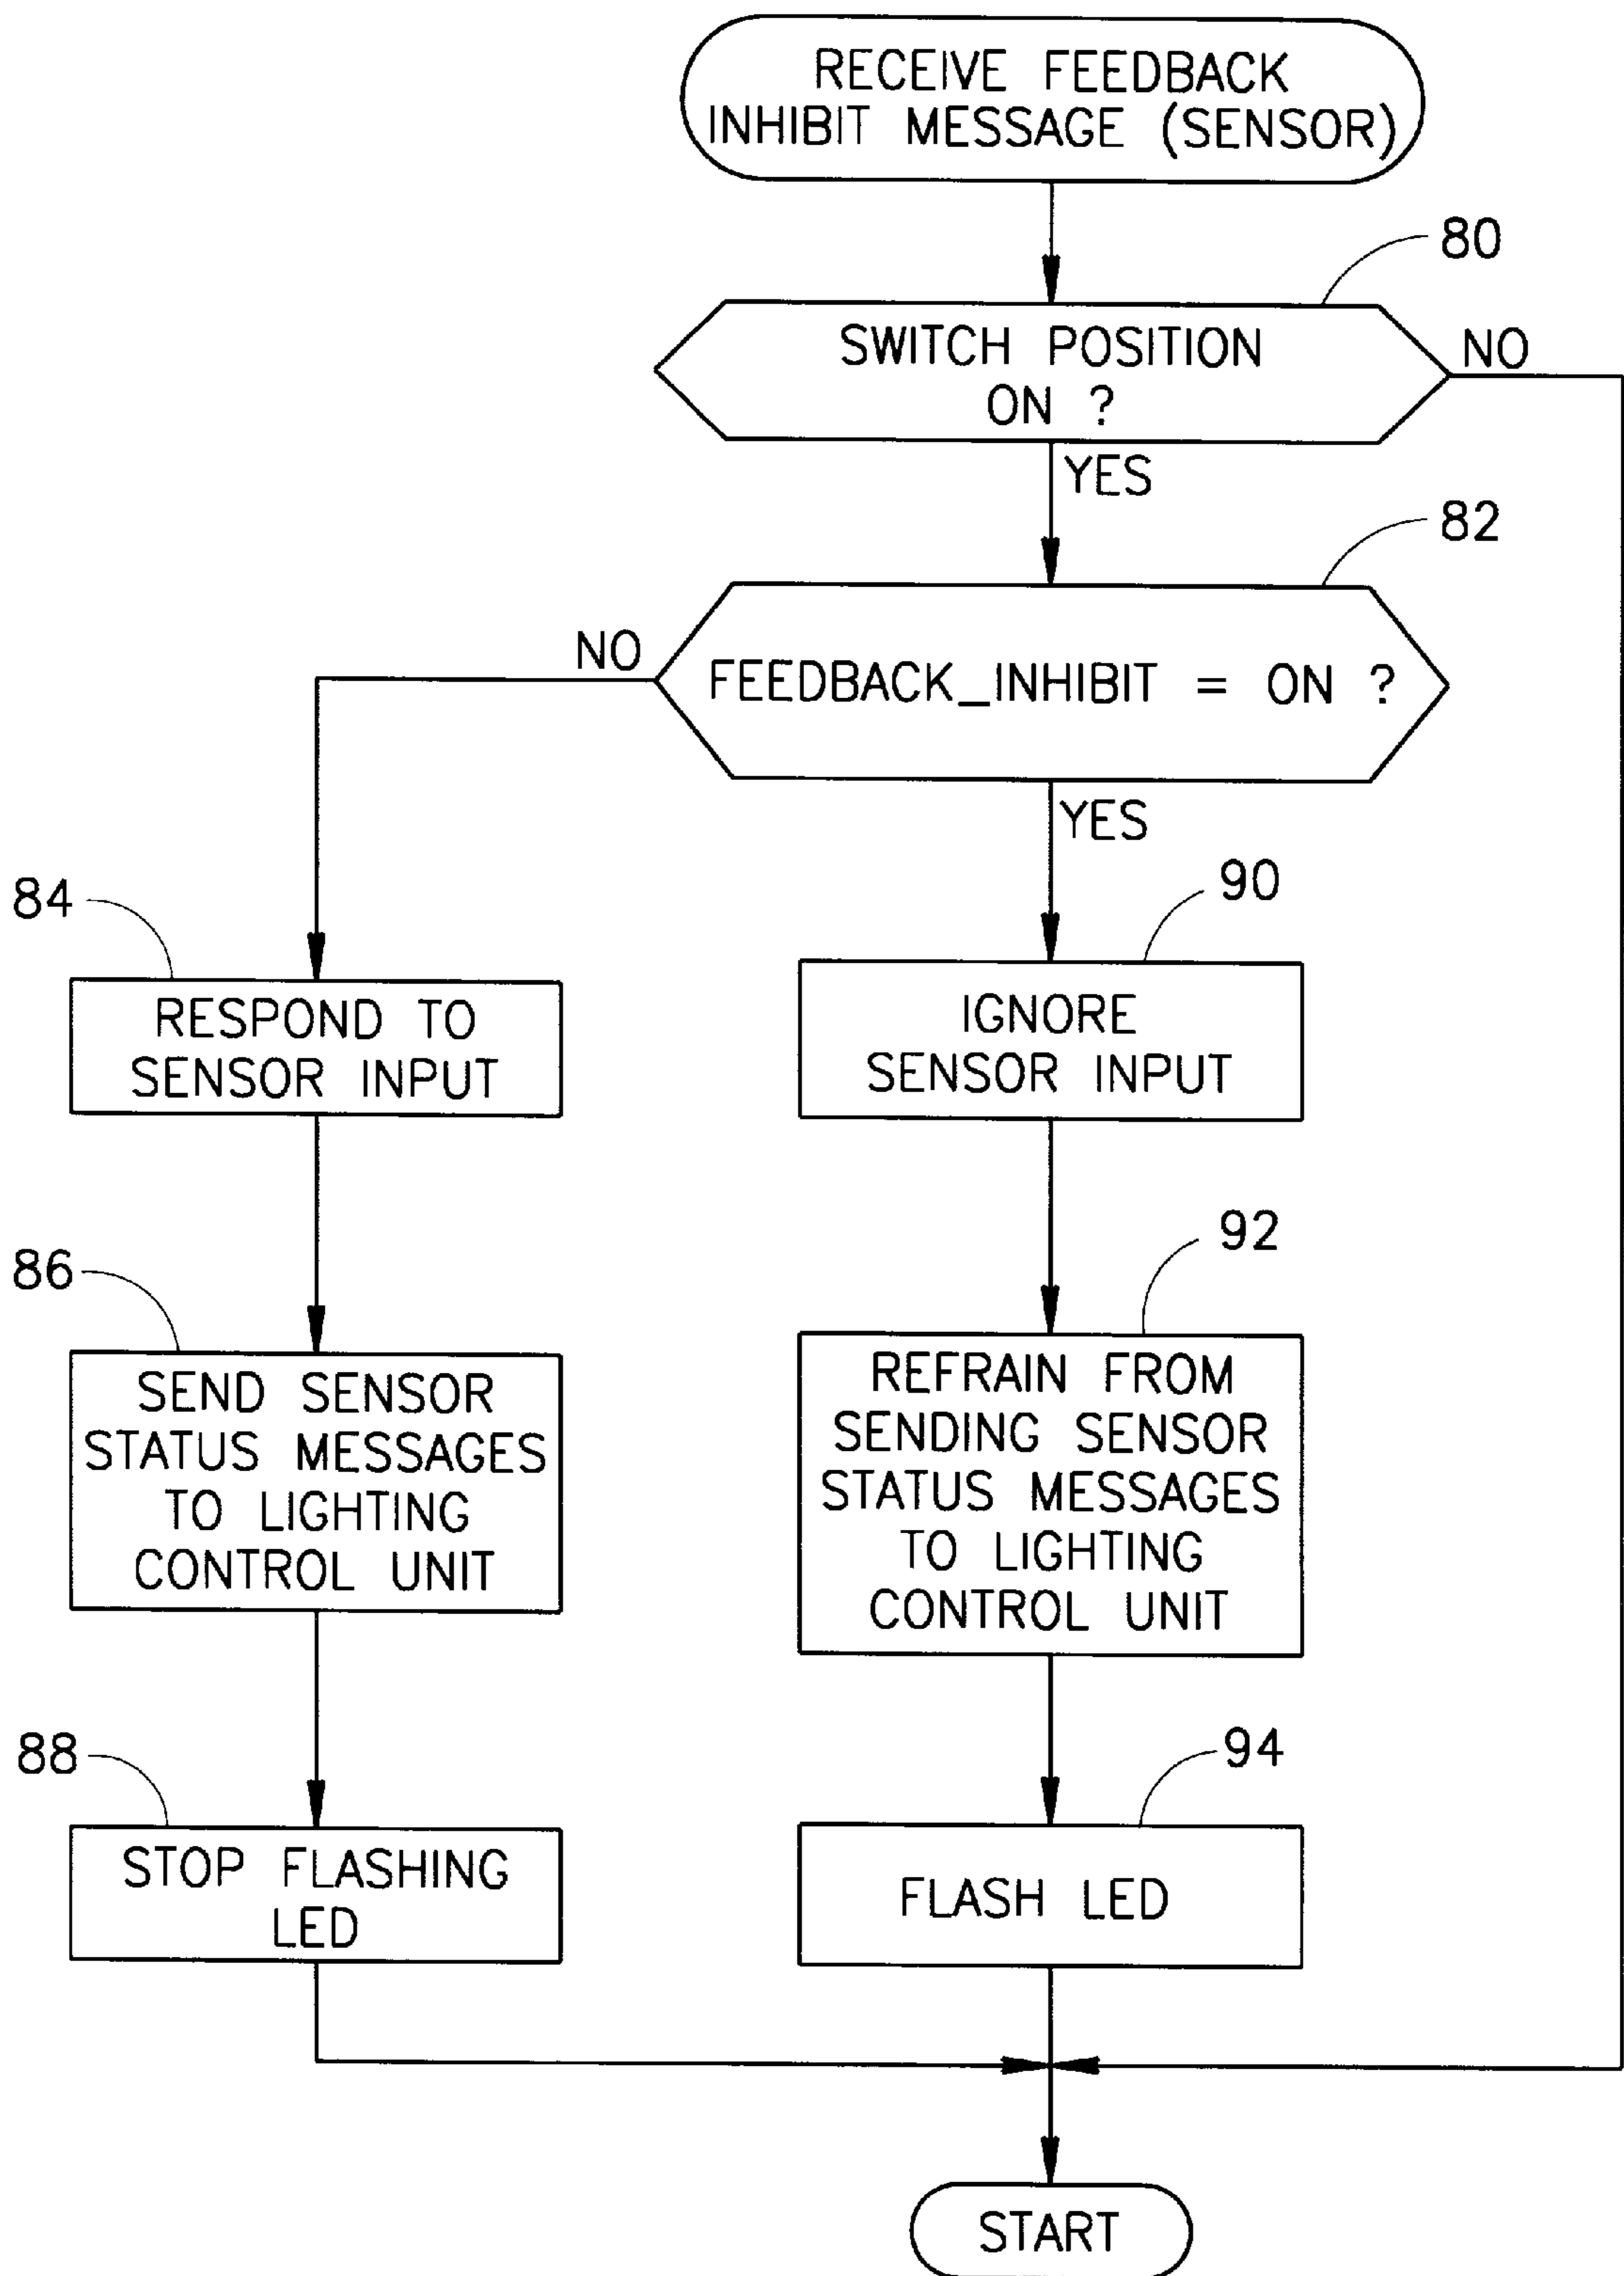 RECEIVE FEEDBACK
INHIBIT MESSAGE (SENSOR)
80
SWITCH POSITION
ON ?
NO
YES
82
NO
FEEDBACK_INHIBIT = ON ?
YES
84
RESPOND TO
SENSOR INPUT
90
IGNORE
SENSOR INPUT
86
SEND SENSOR
STATUS MESSAGES
TO LIGHTING
CONTROL UNIT
92
REFRAIN FROM
SENDING SENSOR
STATUS MESSAGES
TO LIGHTING
CONTROL UNIT
88
STOP FLASHING
LED
94
FLASH LED
START